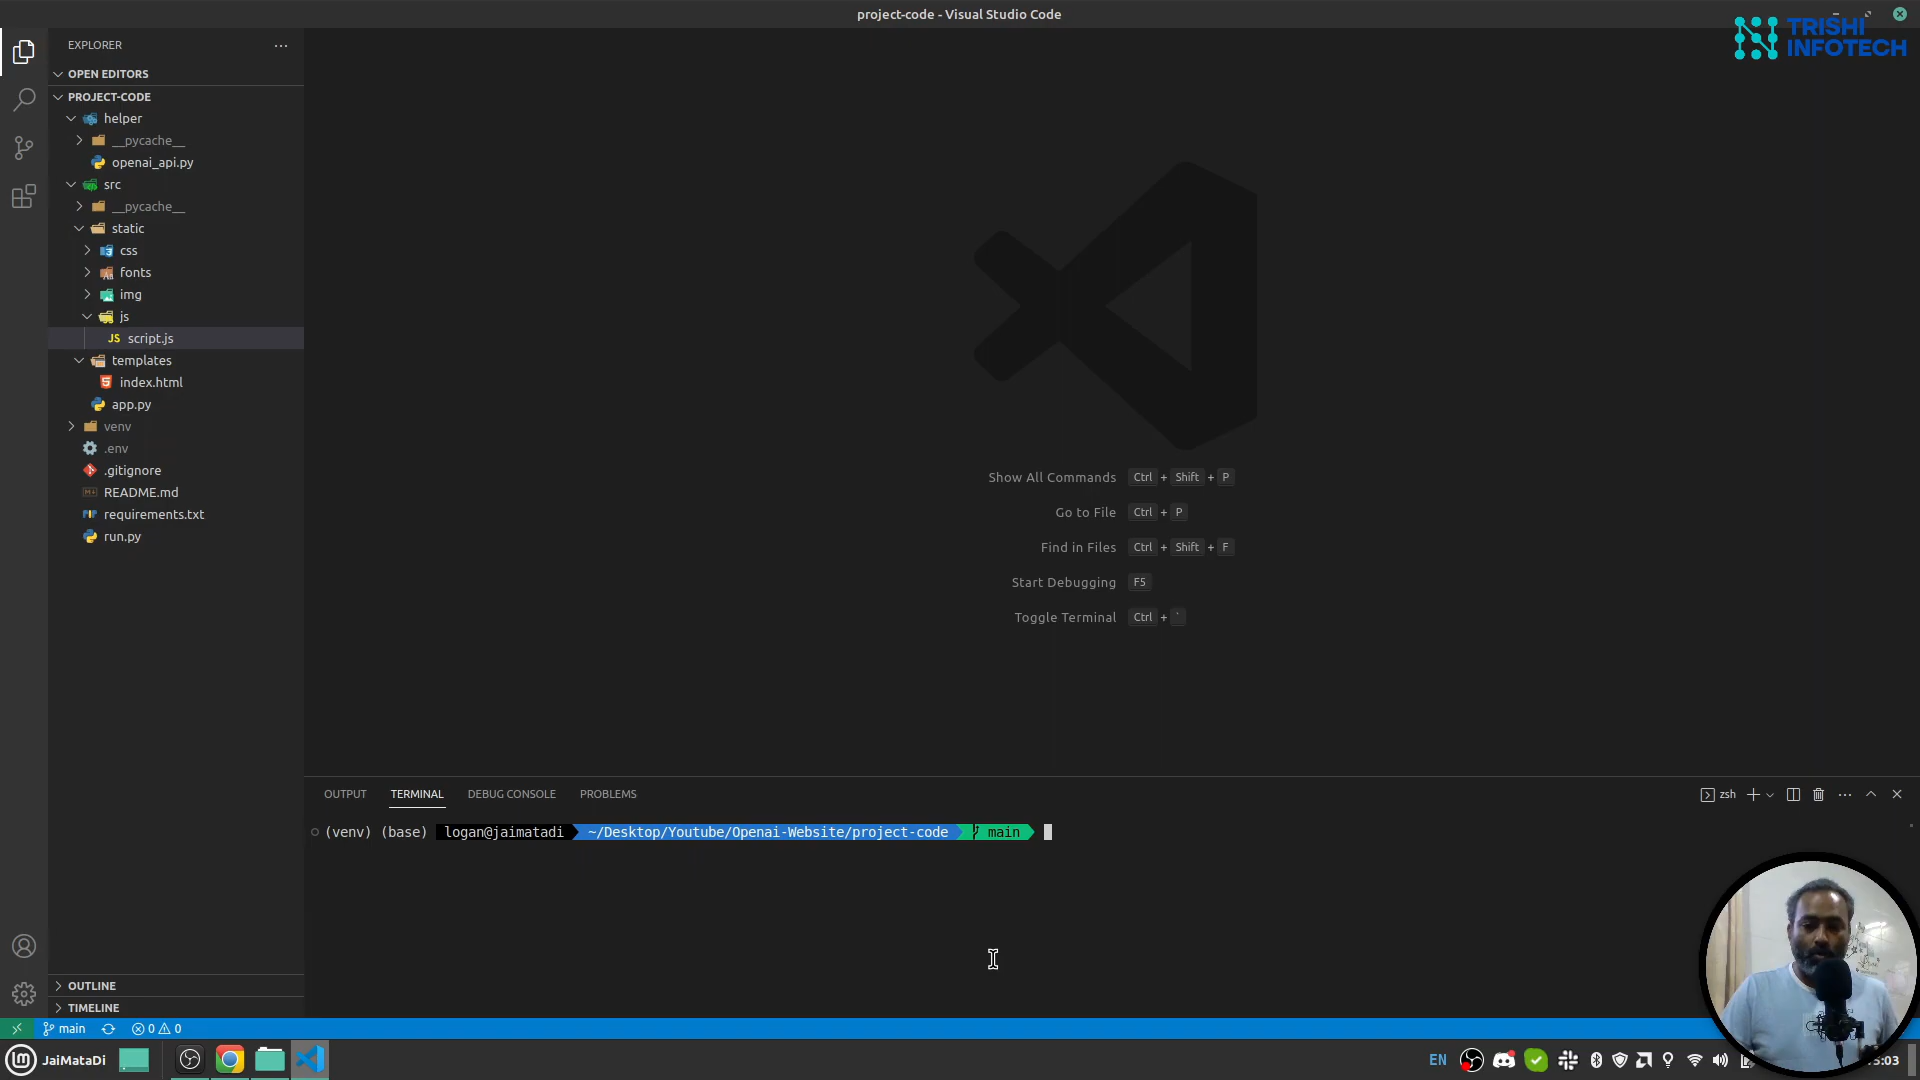 project-code - Visual Studio Code
TRISHI
INFOTECH
EXPLORER
OPEN EDITORS
PROJECT-CODE
helper
__pycache__
openai_api.py
src
__pycache__
static
css
fonts
img
js
JS script.js
templates
index.html
app.py
venv
.env
.gitignore
README.md
requirements.txt
run.py
Show All Commands Ctrl + Shift + P
Go to File Ctrl + P
Find in Files Ctrl + Shift + F
Start Debugging F5
Toggle Terminal Ctrl + `
OUTPUT TERMINAL DEBUG CONSOLE PROBLEMS
zsh
(venv) (base) logan@jaimatadi ~/Desktop/Youtube/Openai-Website/project-code main
OUTLINE
TIMELINE
main 0 0
JaiMataDi
EN